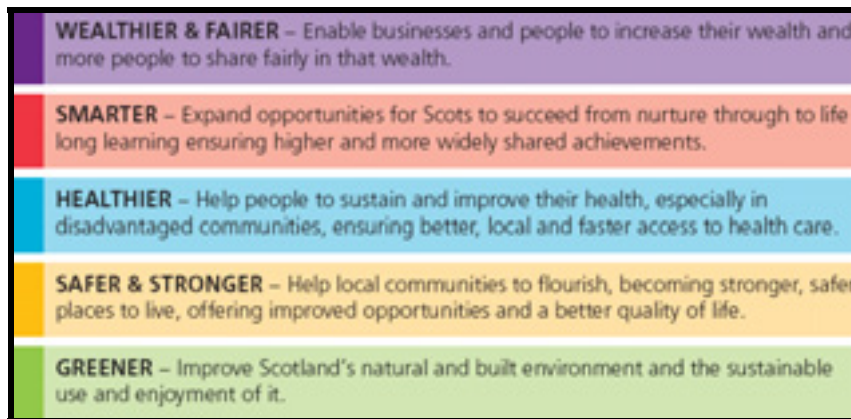 WEALTHIER & FAIRER – Enable businesses and people to increase their wealth and
more people to share fairly in that wealth.
SMARTER – Expand opportunities for Scots to succeed from nurture through to life
long learning ensuring higher and more widely shared achievements.
HEALTHIER – Help people to sustain and improve their health, especially in
disadvantaged communities, ensuring better, local and faster access to health care.
SAFER & STRONGER – Help local communities to flourish, becoming stronger, safer
places to live, offering improved opportunities and a better quality of life.
GREENER – Improve Scotland's natural and built environment and the sustainable
use and enjoyment of it.